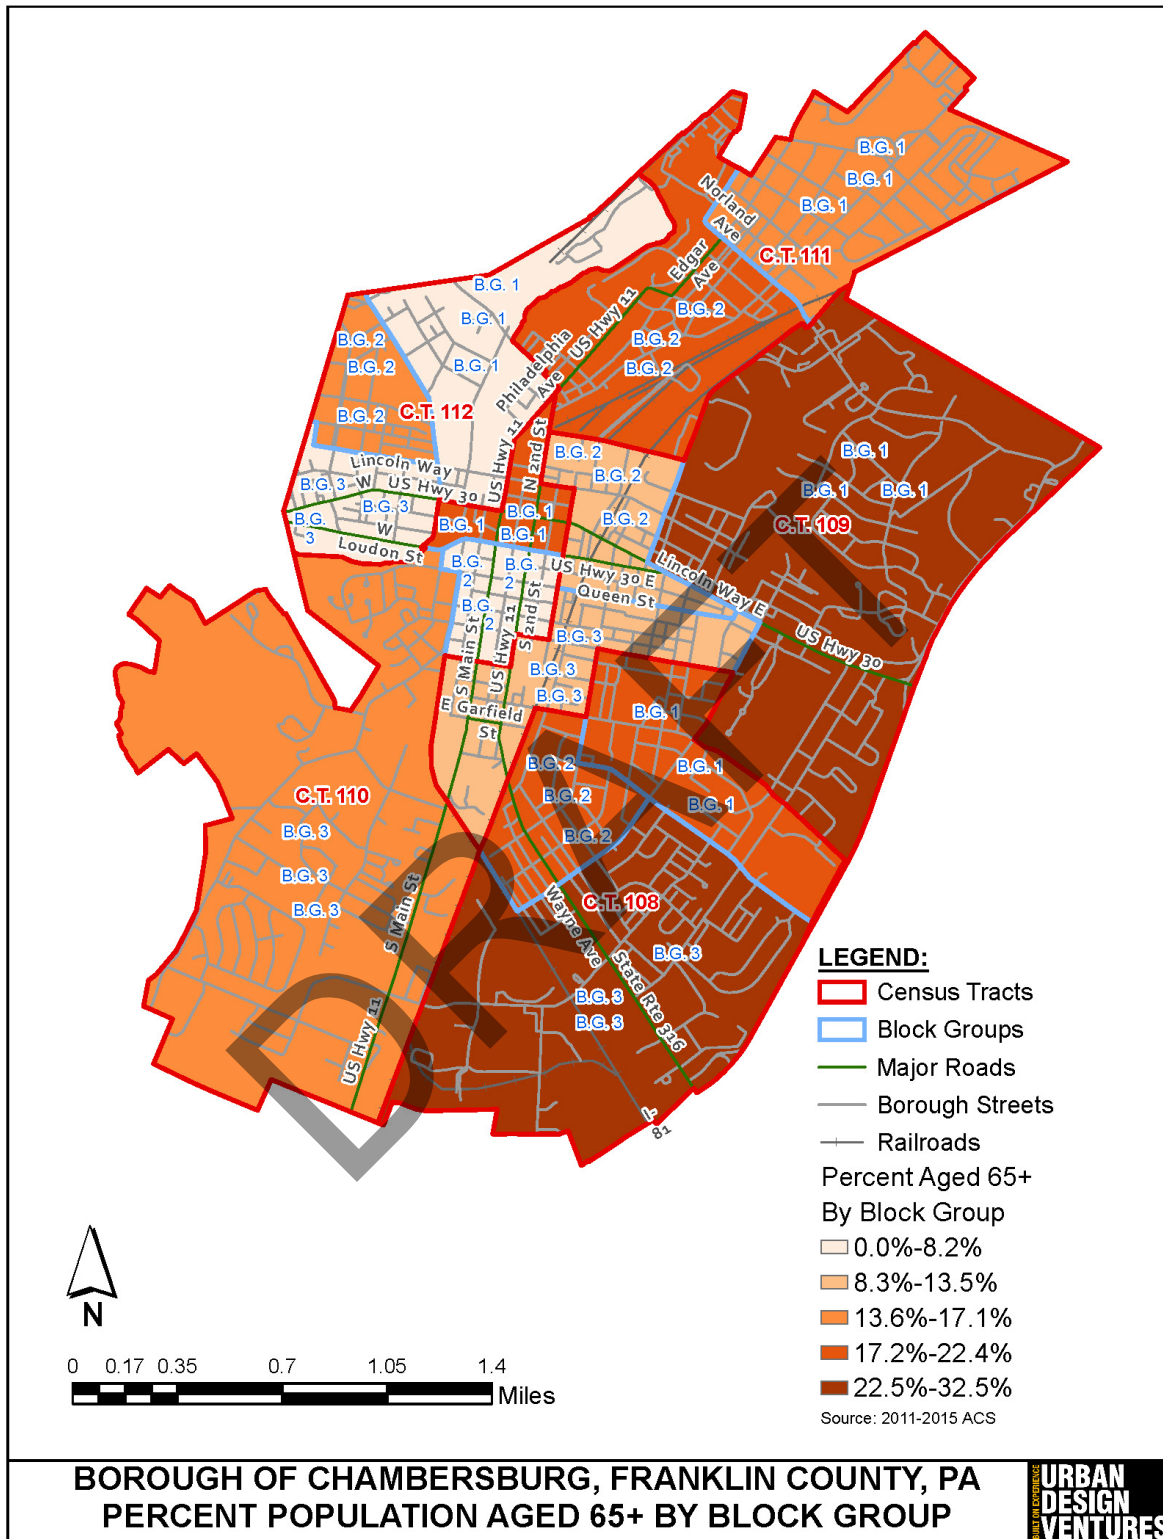 B.G. 1
B.G. 1
B.G. 1
Norland
Ave
C.T. 111
Edgar
Ave
B.G. 1
B.G. 1
B.G. 1
US Hwy 11
B.G. 2
B.G. 2
B.G. 2
Philadelphia
Ave
B.G. 2
B.G. 2
B.G. 2
C.T. 112
US Hwy 11
N 2nd St
B.G. 2
B.G. 2
B.G. 2
B.G. 1
B.G. 1
B.G. 1
C.T. 109
Lincoln Way
W
US Hwy 30
B.G. 3
B.G. 3
B.G.
3
W
Loudon St
B.G. 1
B.G. 1
B.G. 1
B.G.
2
B.G.
2
B.G.
2
US Hwy 30 E
Queen St
Lincoln Way E
US Hwy 30
S Main St
US Hwy 11
S 2nd St
B.G. 3
B.G. 3
B.G. 3
E Garfield
St
B.G. 1
B.G. 1
B.G. 1
B.G. 2
B.G. 2
B.G. 2
C.T. 110
B.G. 3
B.G. 3
B.G. 3
S Main St
US Hwy 11
C.T. 108
Wayne Ave
State Rte 316
B.G. 3
B.G. 3
B.G. 3
I-
81
DRAFT
LEGEND:
Census Tracts
Block Groups
Major Roads
Borough Streets
Railroads
Percent Aged 65+
By Block Group
0.0%-8.2%
8.3%-13.5%
13.6%-17.1%
17.2%-22.4%
22.5%-32.5%
Source: 2011-2015 ACS
N
0 0.17 0.35 0.7 1.05 1.4
Miles
BOROUGH OF CHAMBERSBURG, FRANKLIN COUNTY, PA
PERCENT POPULATION AGED 65+ BY BLOCK GROUP
BUILT ON EXPERIENCE
URBAN
DESIGN
VENTURES